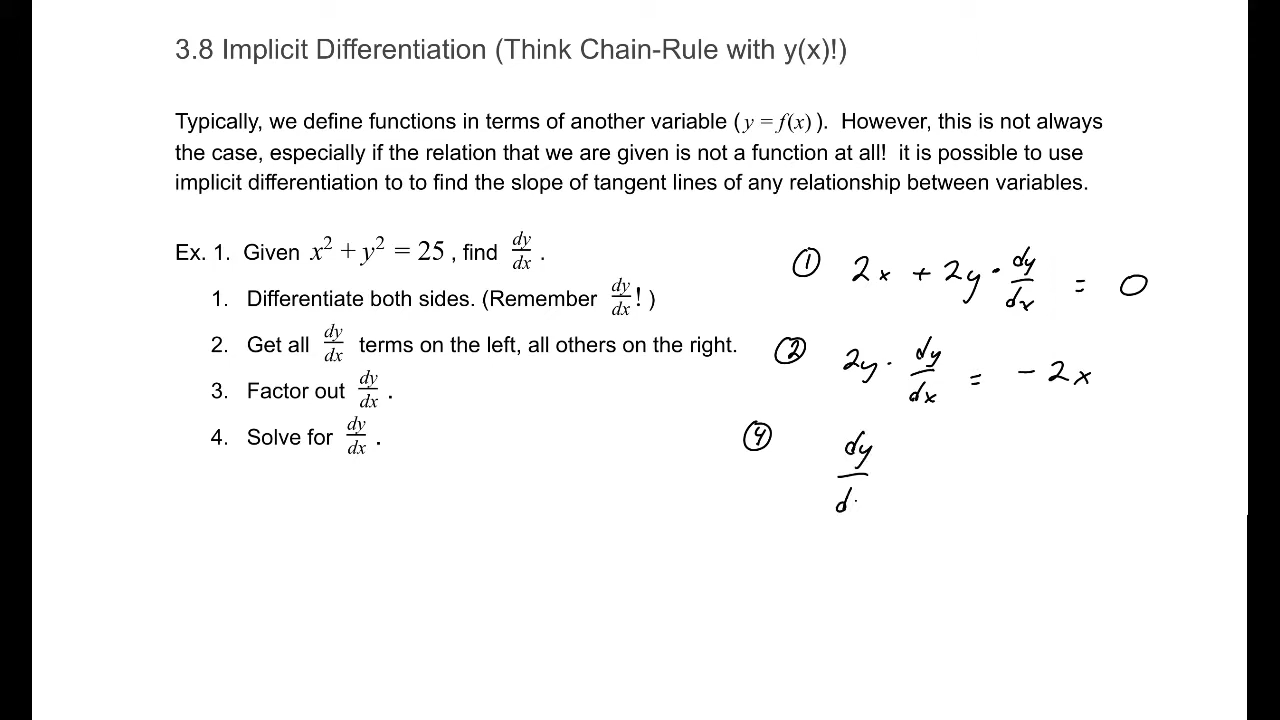 3.8 Implicit Differentiation (Think Chain-Rule with y(x)!)
Typically, we define functions in terms of another variable ( y = f(x) ). However, this is not always
the case, especially if the relation that we are given is not a function at all! it is possible to use
implicit differentiation to to find the slope of tangent lines of any relationship between variables.
Ex. 1. Given x² + y² = 25 , find dy/dx .
1. Differentiate both sides. (Remember dy/dx! )
2. Get all dy/dx terms on the left, all others on the right.
3. Factor out dy/dx .
4. Solve for dy/dx .
① 2x + 2y · dy/dx = 0
② 2y · dy/dx = - 2x
④ dy/d